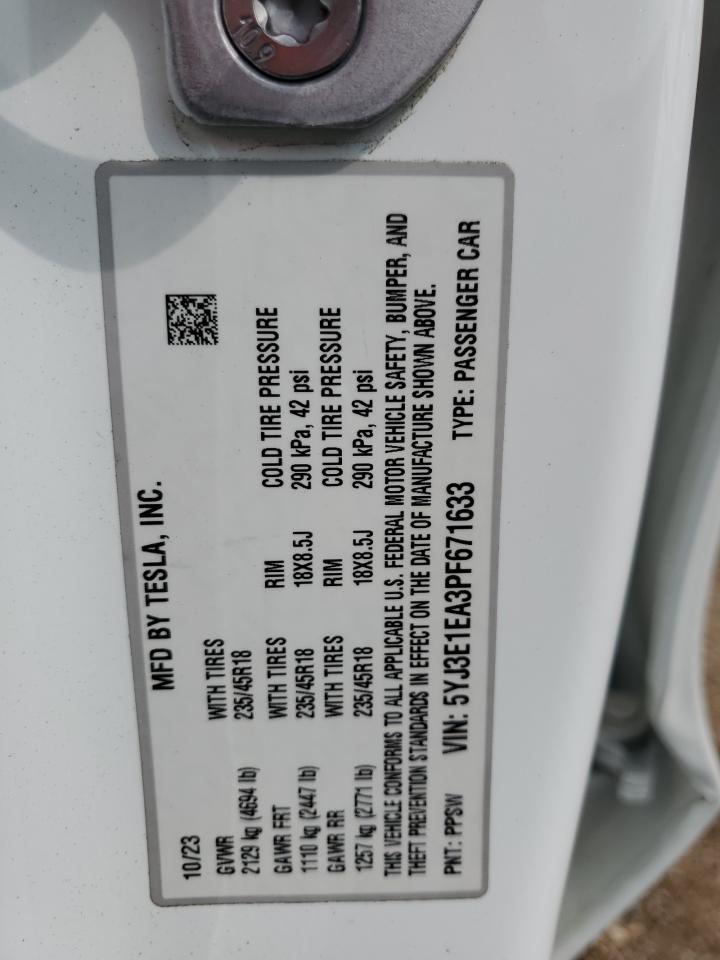 10.9
MFD BY TESLA, INC.
10/23
GVWR WITH TIRES
2129 kg (4694 lb) 235/45R18
GAWR FRT WITH TIRES RIM COLD TIRE PRESSURE
1110 kg (2447 lb) 235/45R18 18X8.5J 290 kPa, 42 psi
GAWR RR WITH TIRES RIM COLD TIRE PRESSURE
1257 kg (2771 lb) 235/45R18 18X8.5J 290 kPa, 42 psi
THIS VEHICLE CONFORMS TO ALL APPLICABLE U.S. FEDERAL MOTOR VEHICLE SAFETY, BUMPER, AND
THEFT PREVENTION STANDARDS IN EFFECT ON THE DATE OF MANUFACTURE SHOWN ABOVE.
PNT: PPSW VIN: 5YJ3E1EA3PF671633 TYPE: PASSENGER CAR